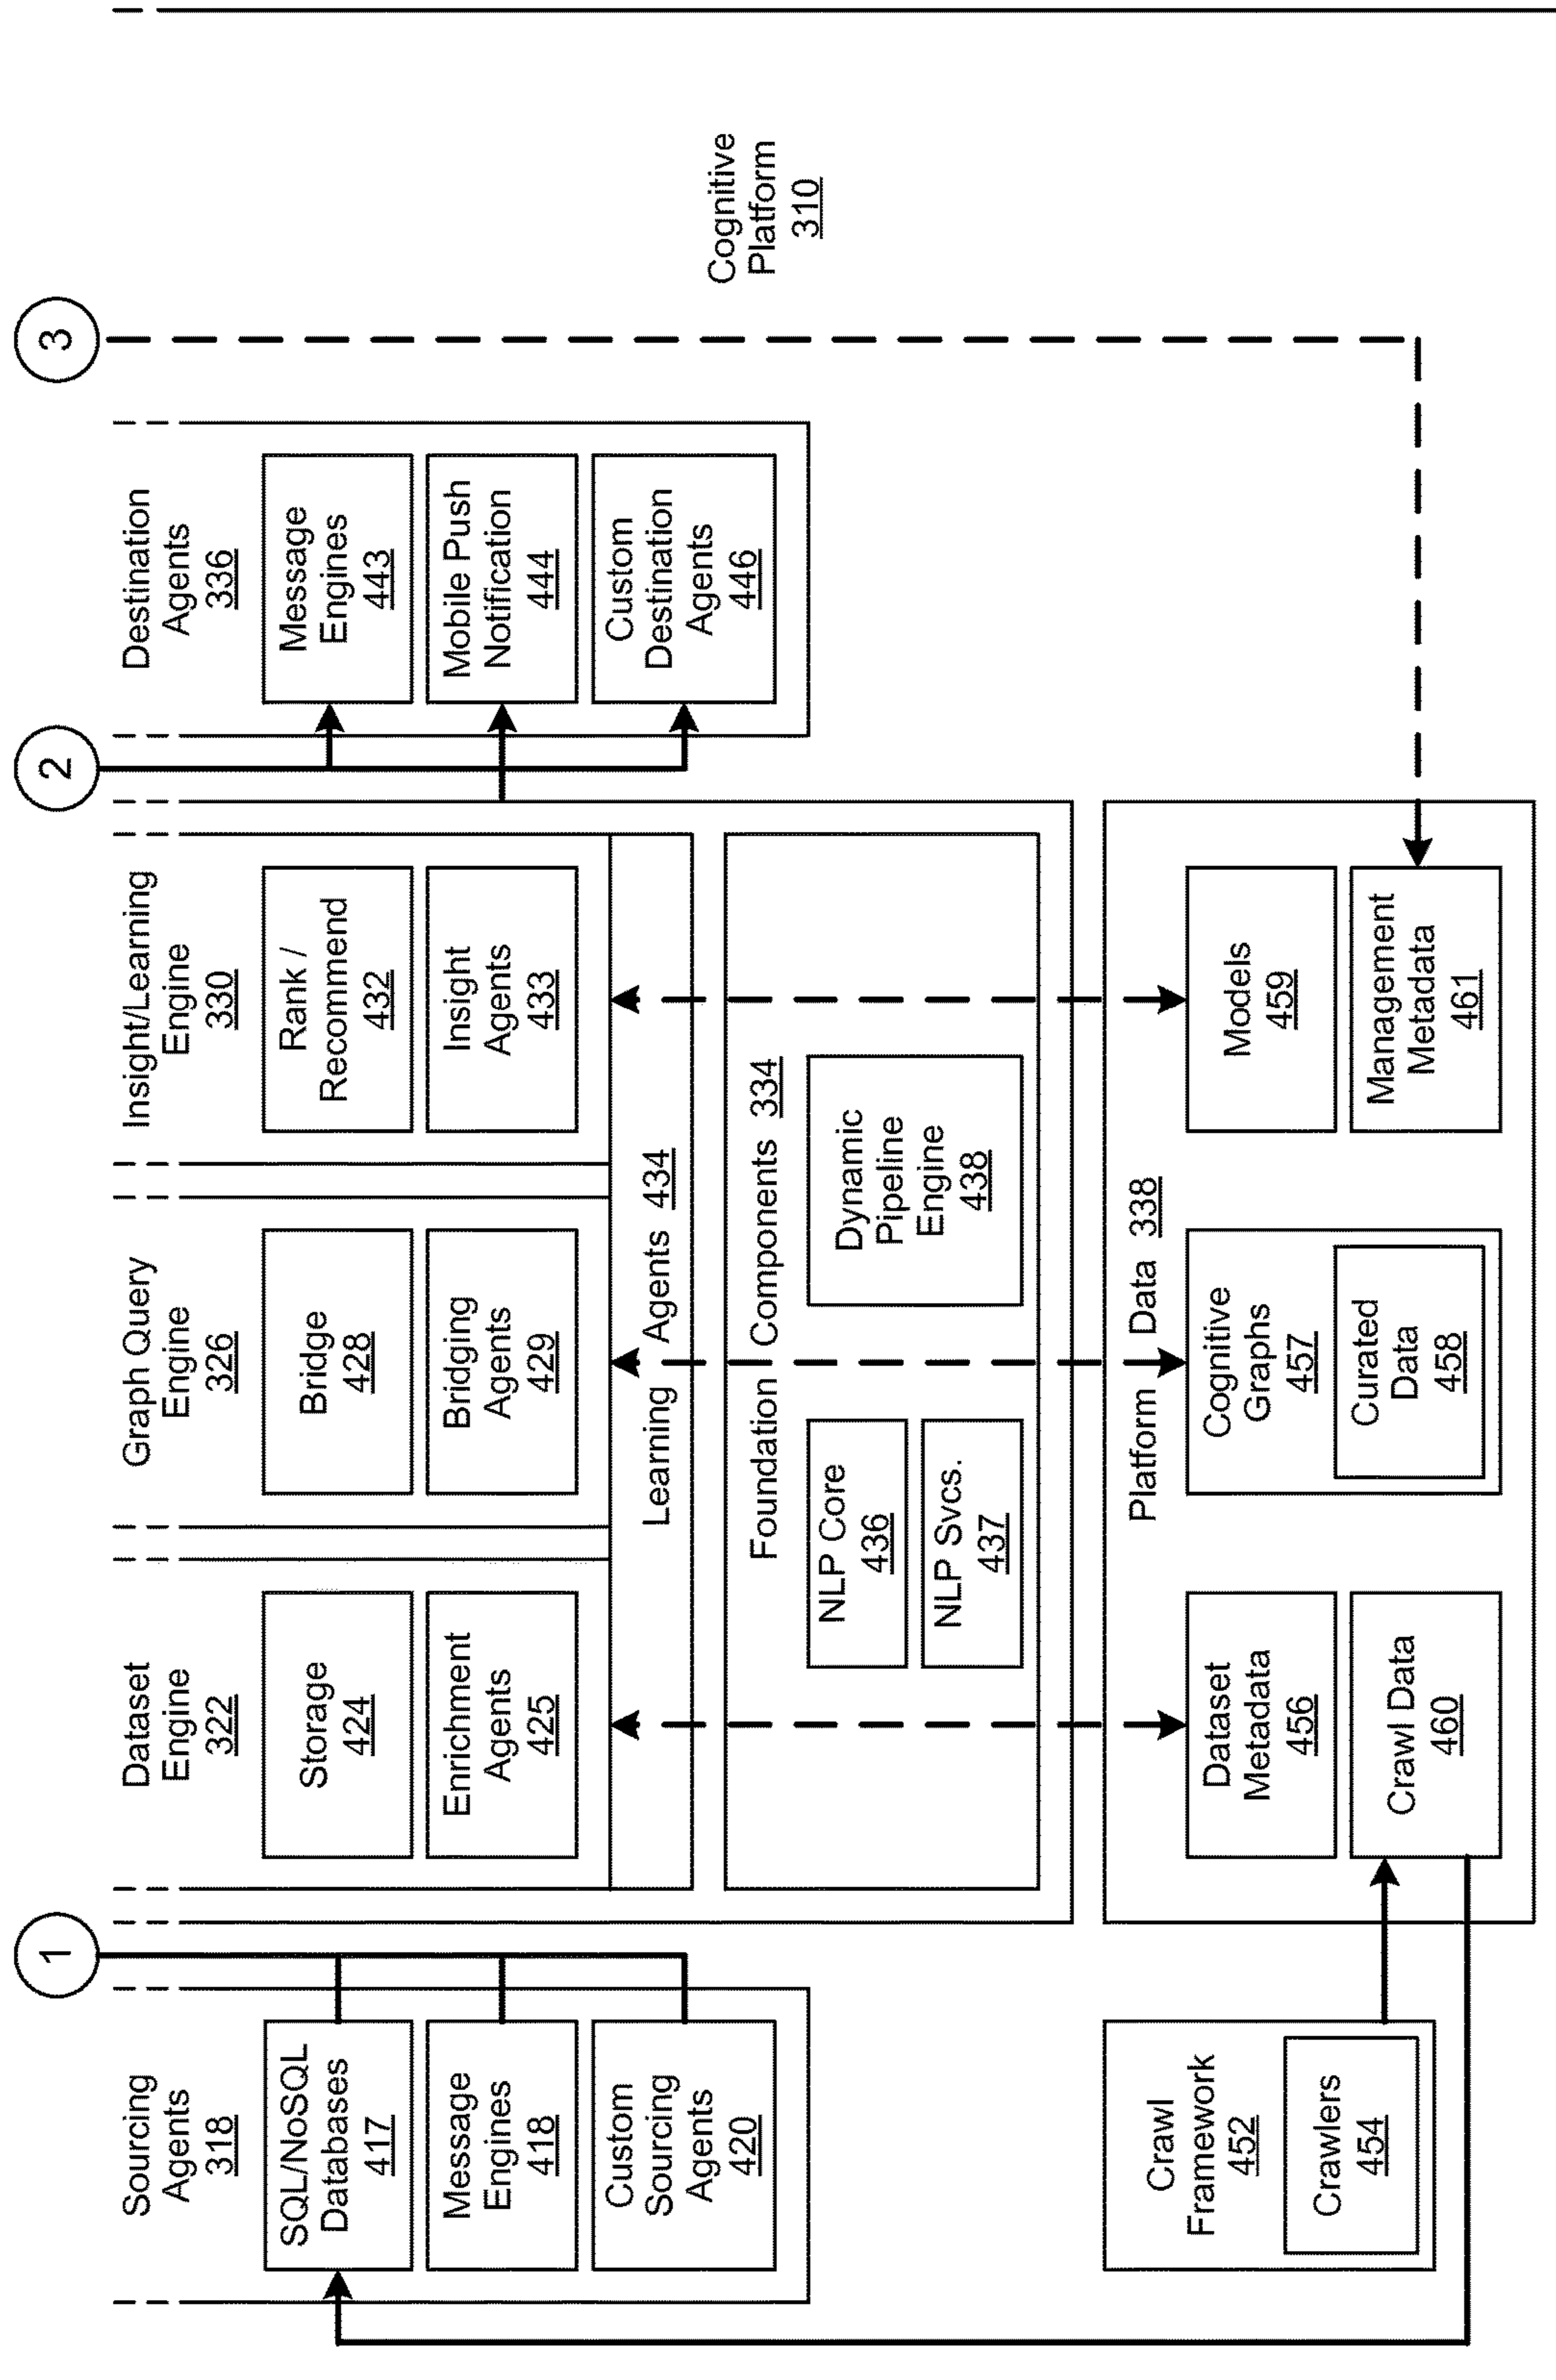 1
2
3
Sourcing
Agents
318
SQL/NoSQL
Databases
417
Message
Engines
418
Custom
Sourcing
Agents
420
Dataset
Engine
322
Storage
424
Enrichment
Agents
425
Graph Query
Engine
326
Bridge
428
Bridging
Agents
429
Insight/Learning
Engine
330
Rank /
Recommend
432
Insight
Agents
433
Learning Agents 434
Foundation Components 334
NLP Core
436
NLP Svcs.
437
Dynamic
Pipeline
Engine
438
Destination
Agents
336
Message
Engines
443
Mobile Push
Notification
444
Custom
Destination
Agents
446
Cognitive
Platform
310
Crawl
Framework
452
Crawlers
454
Platform Data 338
Dataset
Metadata
456
Crawl Data
460
Cognitive
Graphs
457
Curated
Data
458
Models
459
Management
Metadata
461